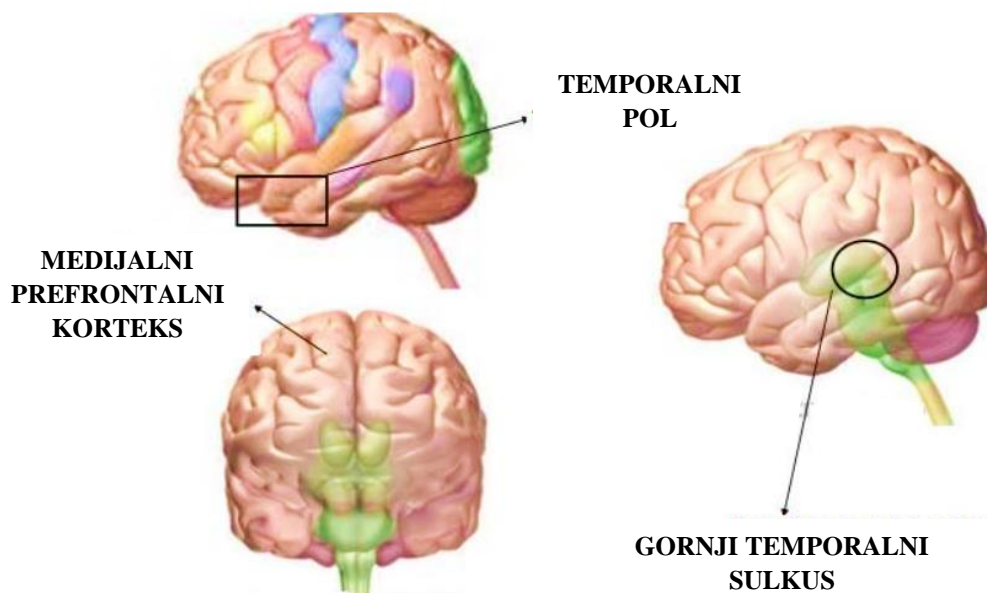 TEMPORALNI
POL
MEDIJALNI
PREFRONTALNI
KORTEKS
GORNJI TEMPORALNI
SULKUS